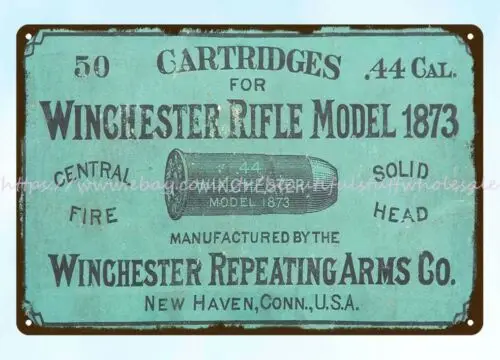 50 CARTRIDGES .44 CAL.
FOR
WINCHESTER RIFLE MODEL 1873
CENTRAL FIRE
.44
WINCHESTER
MODEL 1873
SOLID HEAD
MANUFACTURED BY THE
WINCHESTER REPEATING ARMS CO.
NEW HAVEN, CONN., U.S.A.